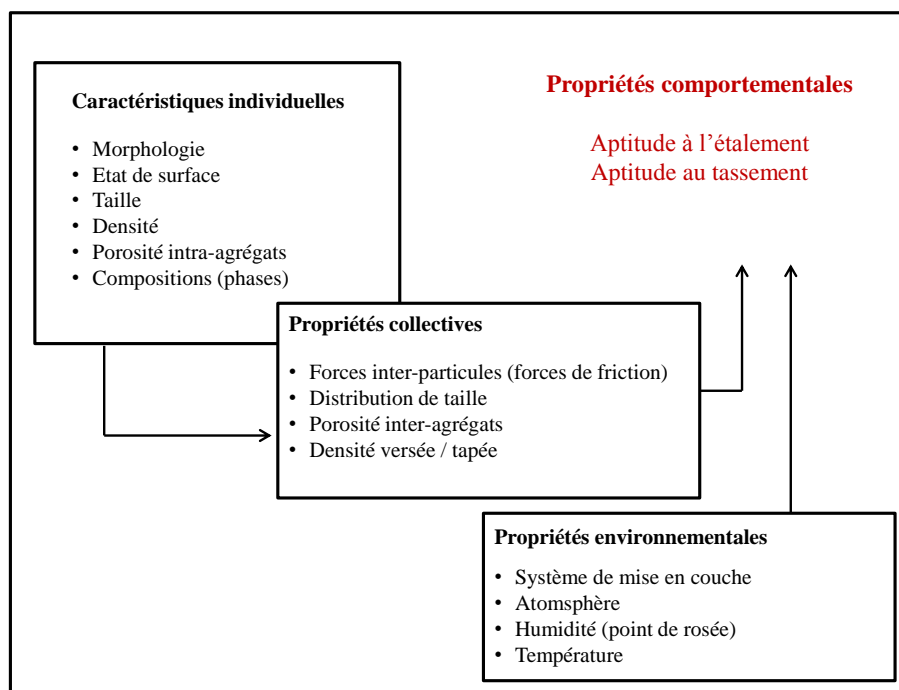 Caractéristiques individuelles
• Morphologie
• Etat de surface
• Taille
• Densité
• Porosité intra-agrégats
• Compositions (phases)
Propriétés comportementales
Aptitude à l'étalement
Aptitude au tassement
Propriétés collectives
• Forces inter-particules (forces de friction)
• Distribution de taille
• Porosité inter-agrégats
• Densité versée / tapée
Propriétés environnementales
• Système de mise en couche
• Atomsphère
• Humidité (point de rosée)
• Température